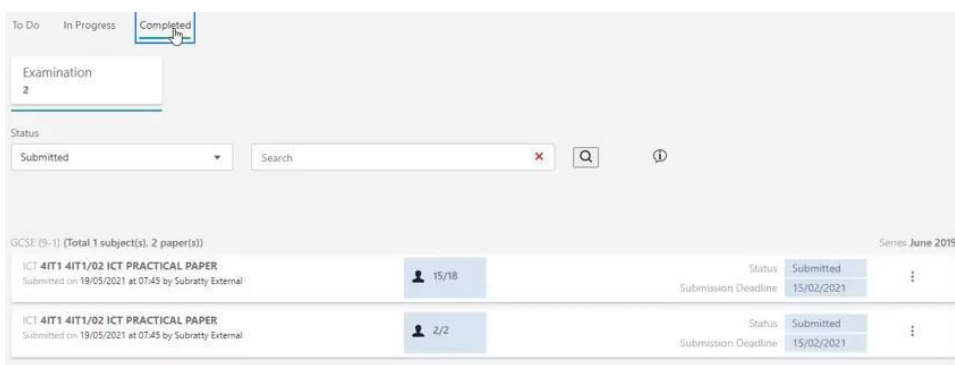 To Do In Progress Completed
Examination
2
Status
Submitted Search
GCSE (9-1) (Total 1 subject(s), 2 paper(s)) Series June 2019
ICT 4IT1 4IT1/02 ICT PRACTICAL PAPER 15/18 Status Submitted
Submitted on 19/05/2021 at 07:45 by Subratty External Submission Deadline 15/02/2021
ICT 4IT1 4IT1/02 ICT PRACTICAL PAPER 2/2 Status Submitted
Submitted on 19/05/2021 at 07:45 by Subratty External Submission Deadline 15/02/2021